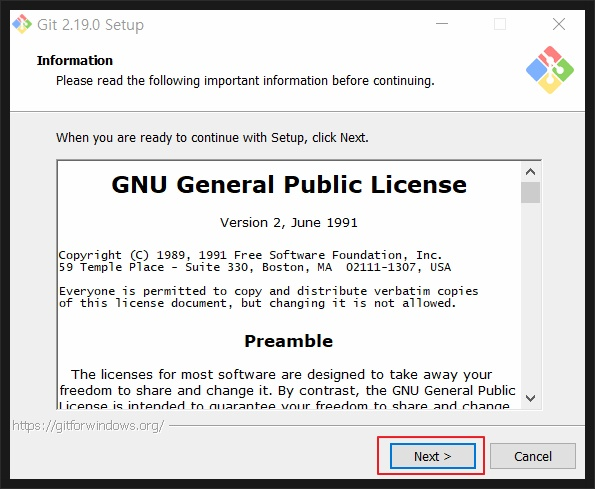 Git 2.19.0 Setup
Information
Please read the following important information before continuing.
When you are ready to continue with Setup, click Next.
GNU General Public License
Version 2, June 1991
Copyright (C) 1989, 1991 Free Software Foundation, Inc.
59 Temple Place - Suite 330, Boston, MA  02111-1307, USA
Everyone is permitted to copy and distribute verbatim copies
of this license document, but changing it is not allowed.
Preamble
The licenses for most software are designed to take away your
freedom to share and change it. By contrast, the GNU General Public
License is intended to guarantee your freedom to share and change
https://gitforwindows.org/
Next >
Cancel